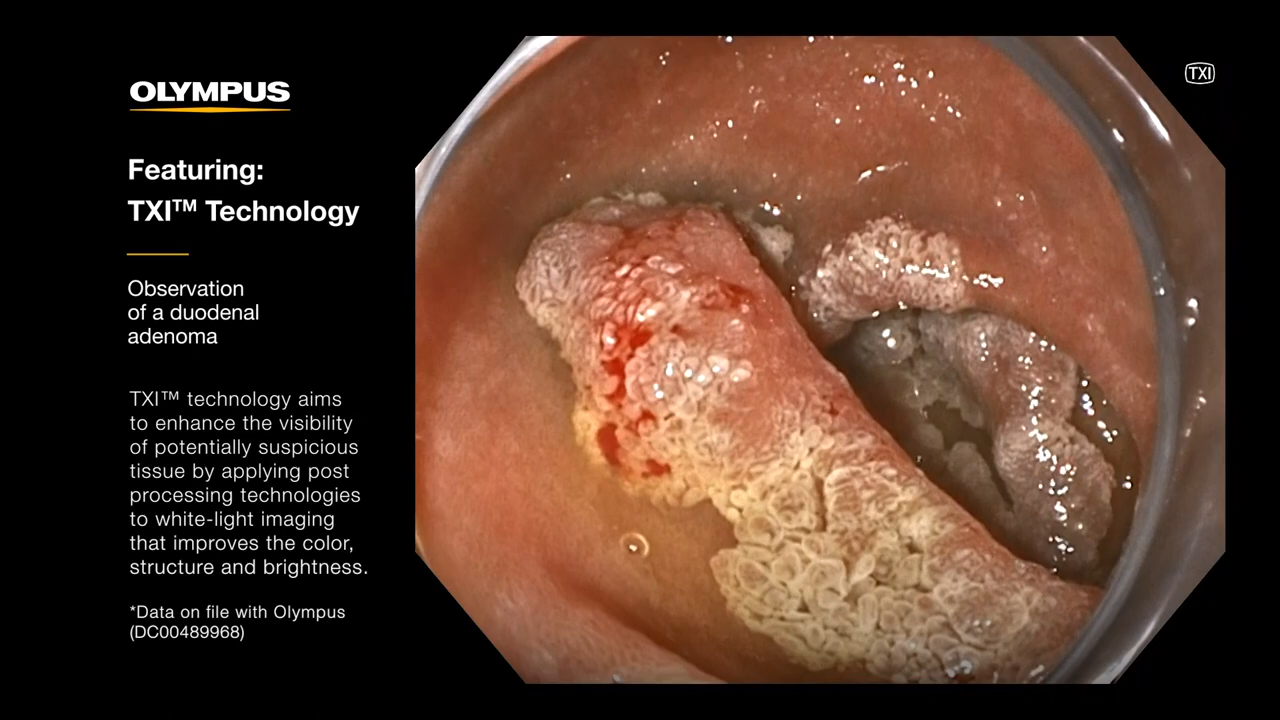 OLYMPUS
Featuring:
TXI™ Technology
Observation
of a duodenal
adenoma
TXI™ technology aims
to enhance the visibility
of potentially suspicious
tissue by applying post
processing technologies
to white-light imaging
that improves the color,
structure and brightness.
*Data on file with Olympus
(DC00489968)
TXI